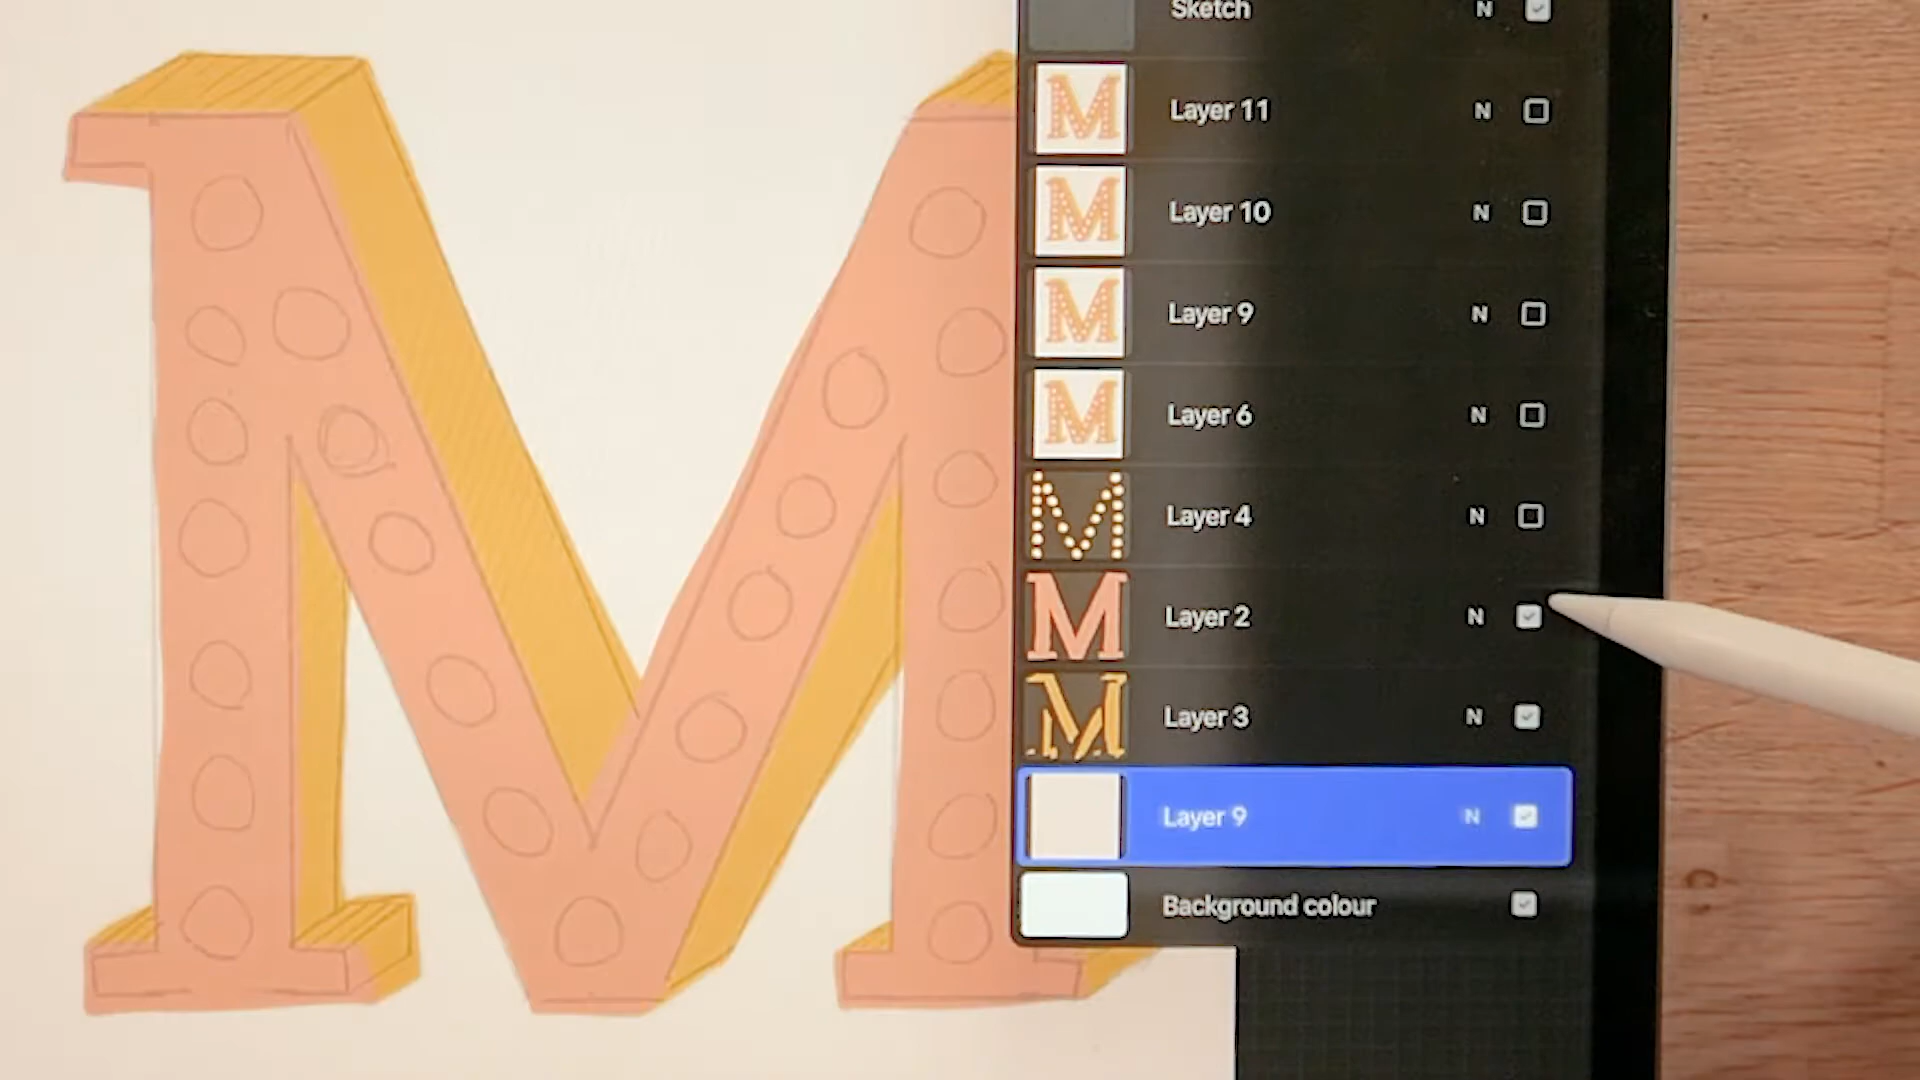 M
Sketch N
Layer 11 N
Layer 10 N
Layer 9 N
Layer 6 N
Layer 4 N
Layer 2 N
Layer 3 N
Layer 9 N
Background colour